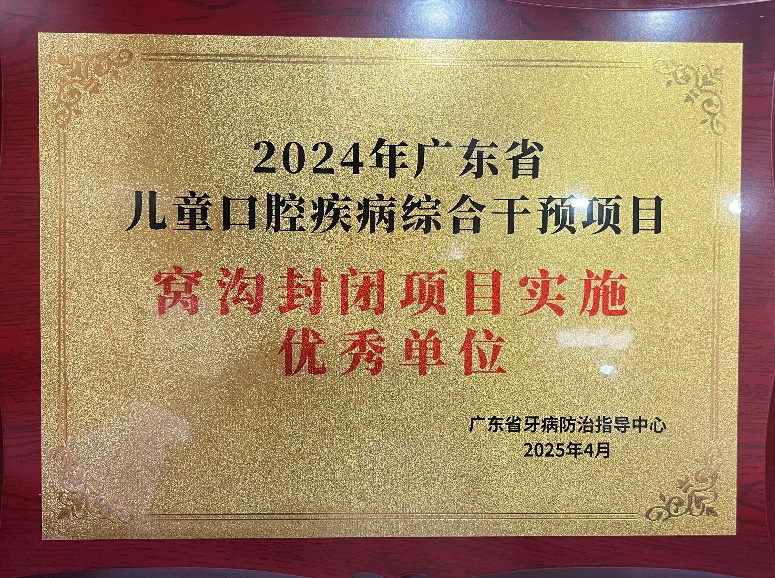 2024年广东省
儿童口腔疾病综合干预项目
窝沟封闭项目实施
优秀单位
广东省牙病防治指导中心
2025年4月